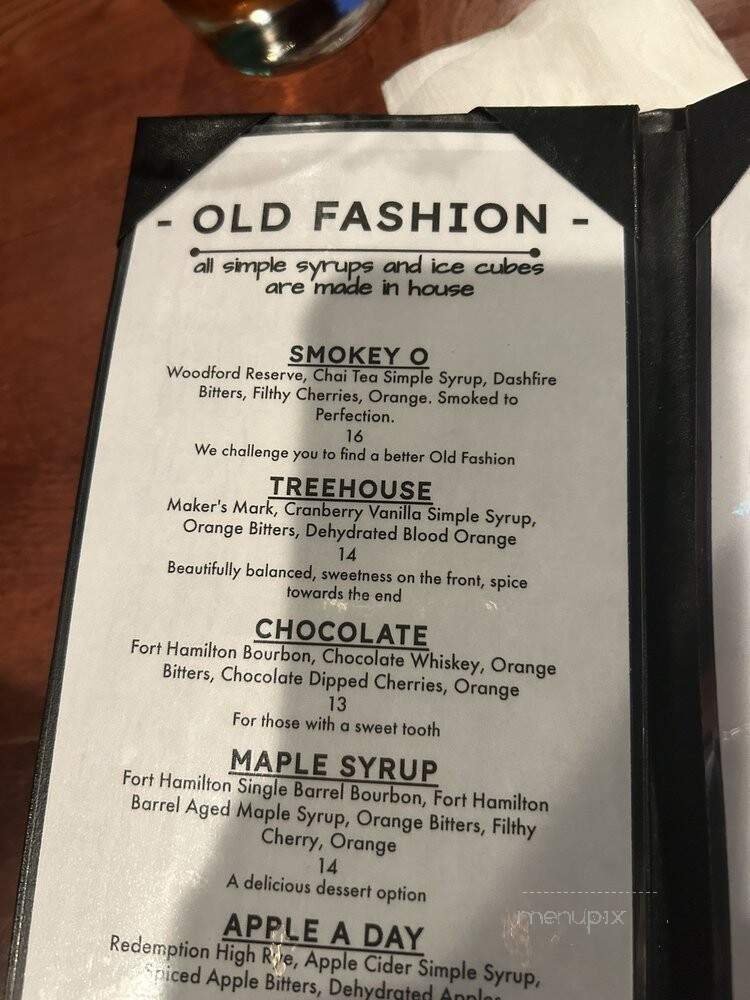 - OLD FASHION -
all simple syrups and ice cubes
are made in house
SMOKEY O
Woodford Reserve, Chai Tea Simple Syrup, Dashfire
Bitters, Filthy Cherries, Orange. Smoked to
Perfection.
16
We challenge you to find a better Old Fashion
TREEHOUSE
Maker's Mark, Cranberry Vanilla Simple Syrup,
Orange Bitters, Dehydrated Blood Orange
14
Beautifully balanced, sweetness on the front, spice
towards the end
CHOCOLATE
Fort Hamilton Bourbon, Chocolate Whiskey, Orange
Bitters, Chocolate Dipped Cherries, Orange
13
For those with a sweet tooth
MAPLE SYRUP
Fort Hamilton Single Barrel Bourbon, Fort Hamilton
Barrel Aged Maple Syrup, Orange Bitters, Filthy
Cherry, Orange
14
A delicious dessert option
menupix
APPLE A DAY
Redemption High Rye, Apple Cider Simple Syrup,
Spiced Apple Bitters, Dehydrated Apples